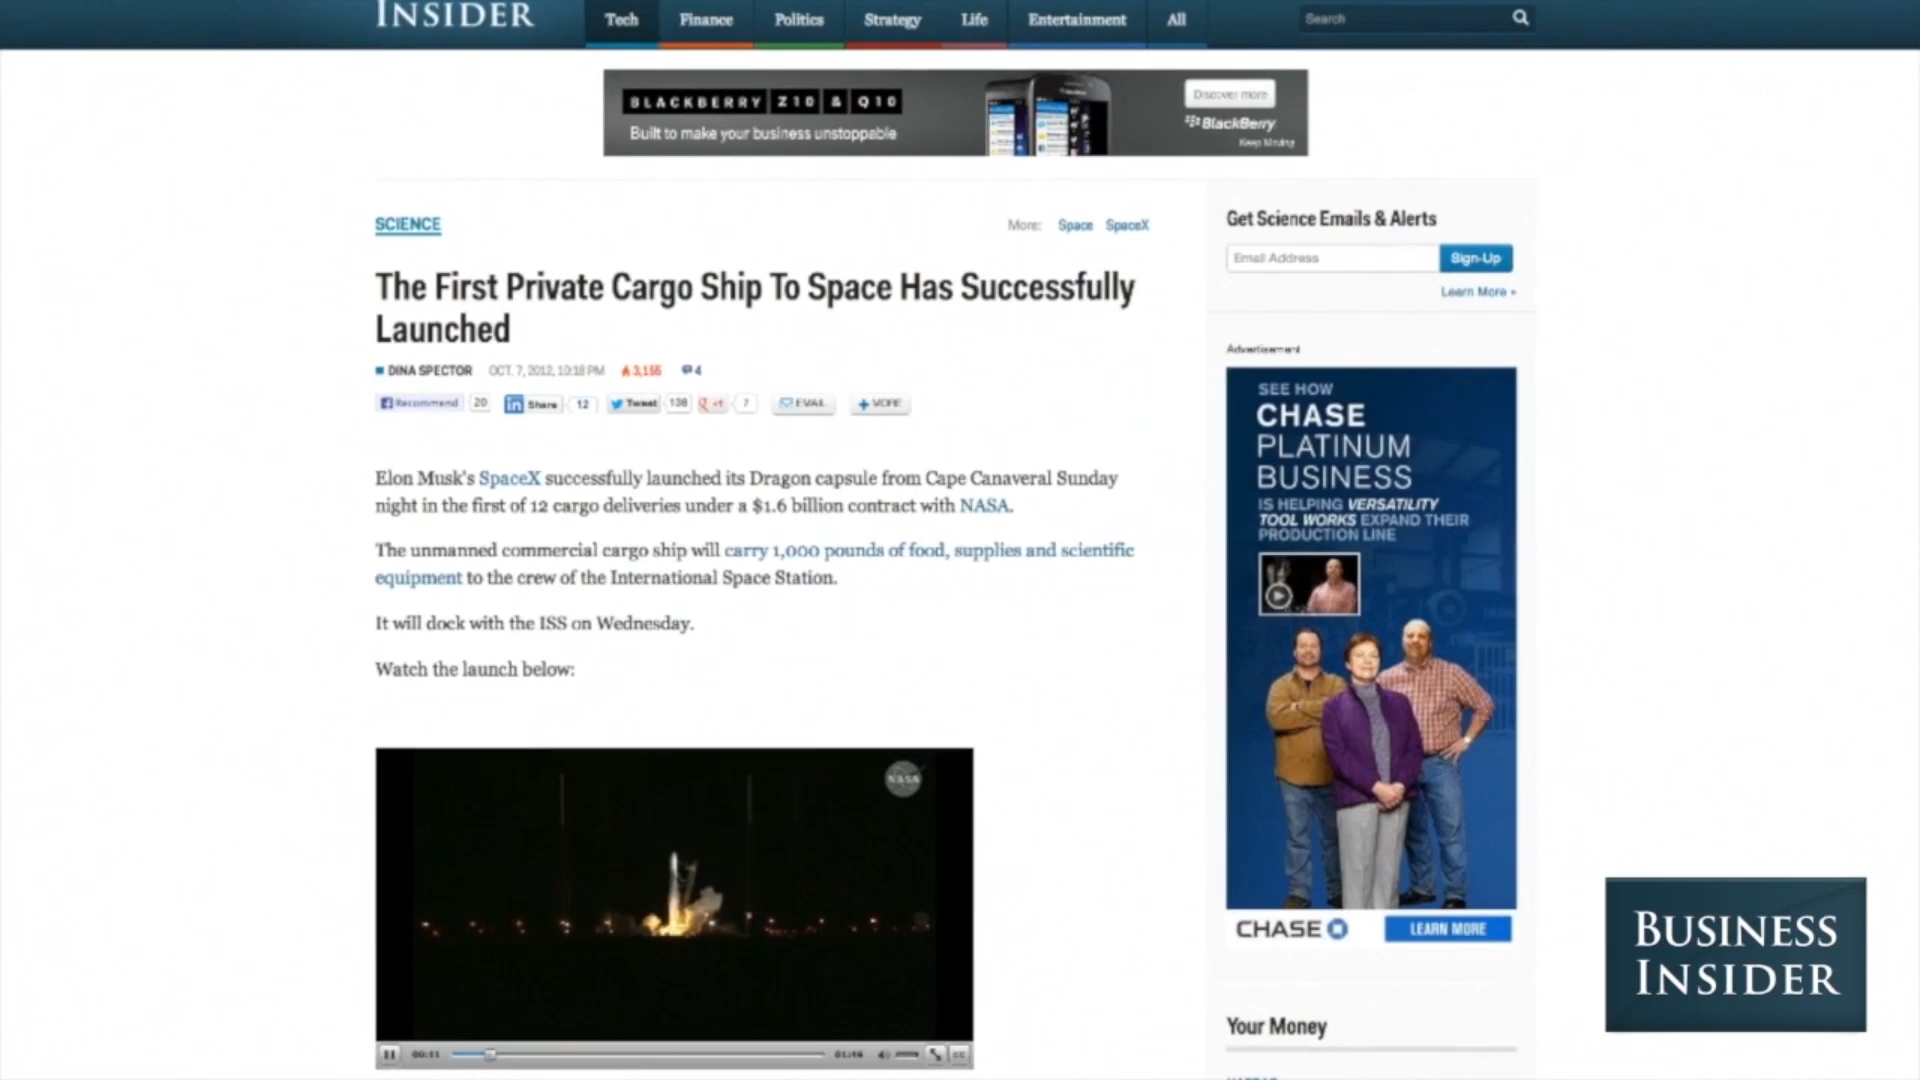 INSIDER
Tech Finance Politics Strategy Life Entertainment All
Search
BLACKBERRY Z10 & Q10
Built to make your business unstoppable
Discover more
BlackBerry
Keep Moving
SCIENCE
More: Space SpaceX
The First Private Cargo Ship To Space Has Successfully
Launched
DINA SPECTOR OCT. 7, 2012, 10:18 PM 3,155 4
Recommend 20 Share 12 Tweet 138 +1 7 EMAIL + MORE
Elon Musk's SpaceX successfully launched its Dragon capsule from Cape Canaveral Sunday
night in the first of 12 cargo deliveries under a $1.6 billion contract with NASA.
The unmanned commercial cargo ship will carry 1,000 pounds of food, supplies and scientific
equipment to the crew of the International Space Station.
It will dock with the ISS on Wednesday.
Watch the launch below:
NASA
00:11
Get Science Emails & Alerts
Email Address Sign-Up
Learn More »
Advertisement
SEE HOW
CHASE
PLATINUM
BUSINESS
IS HELPING VERSATILITY
TOOL WORKS EXPAND THEIR
PRODUCTION LINE
CHASE LEARN MORE
Your Money
BUSINESS
INSIDER